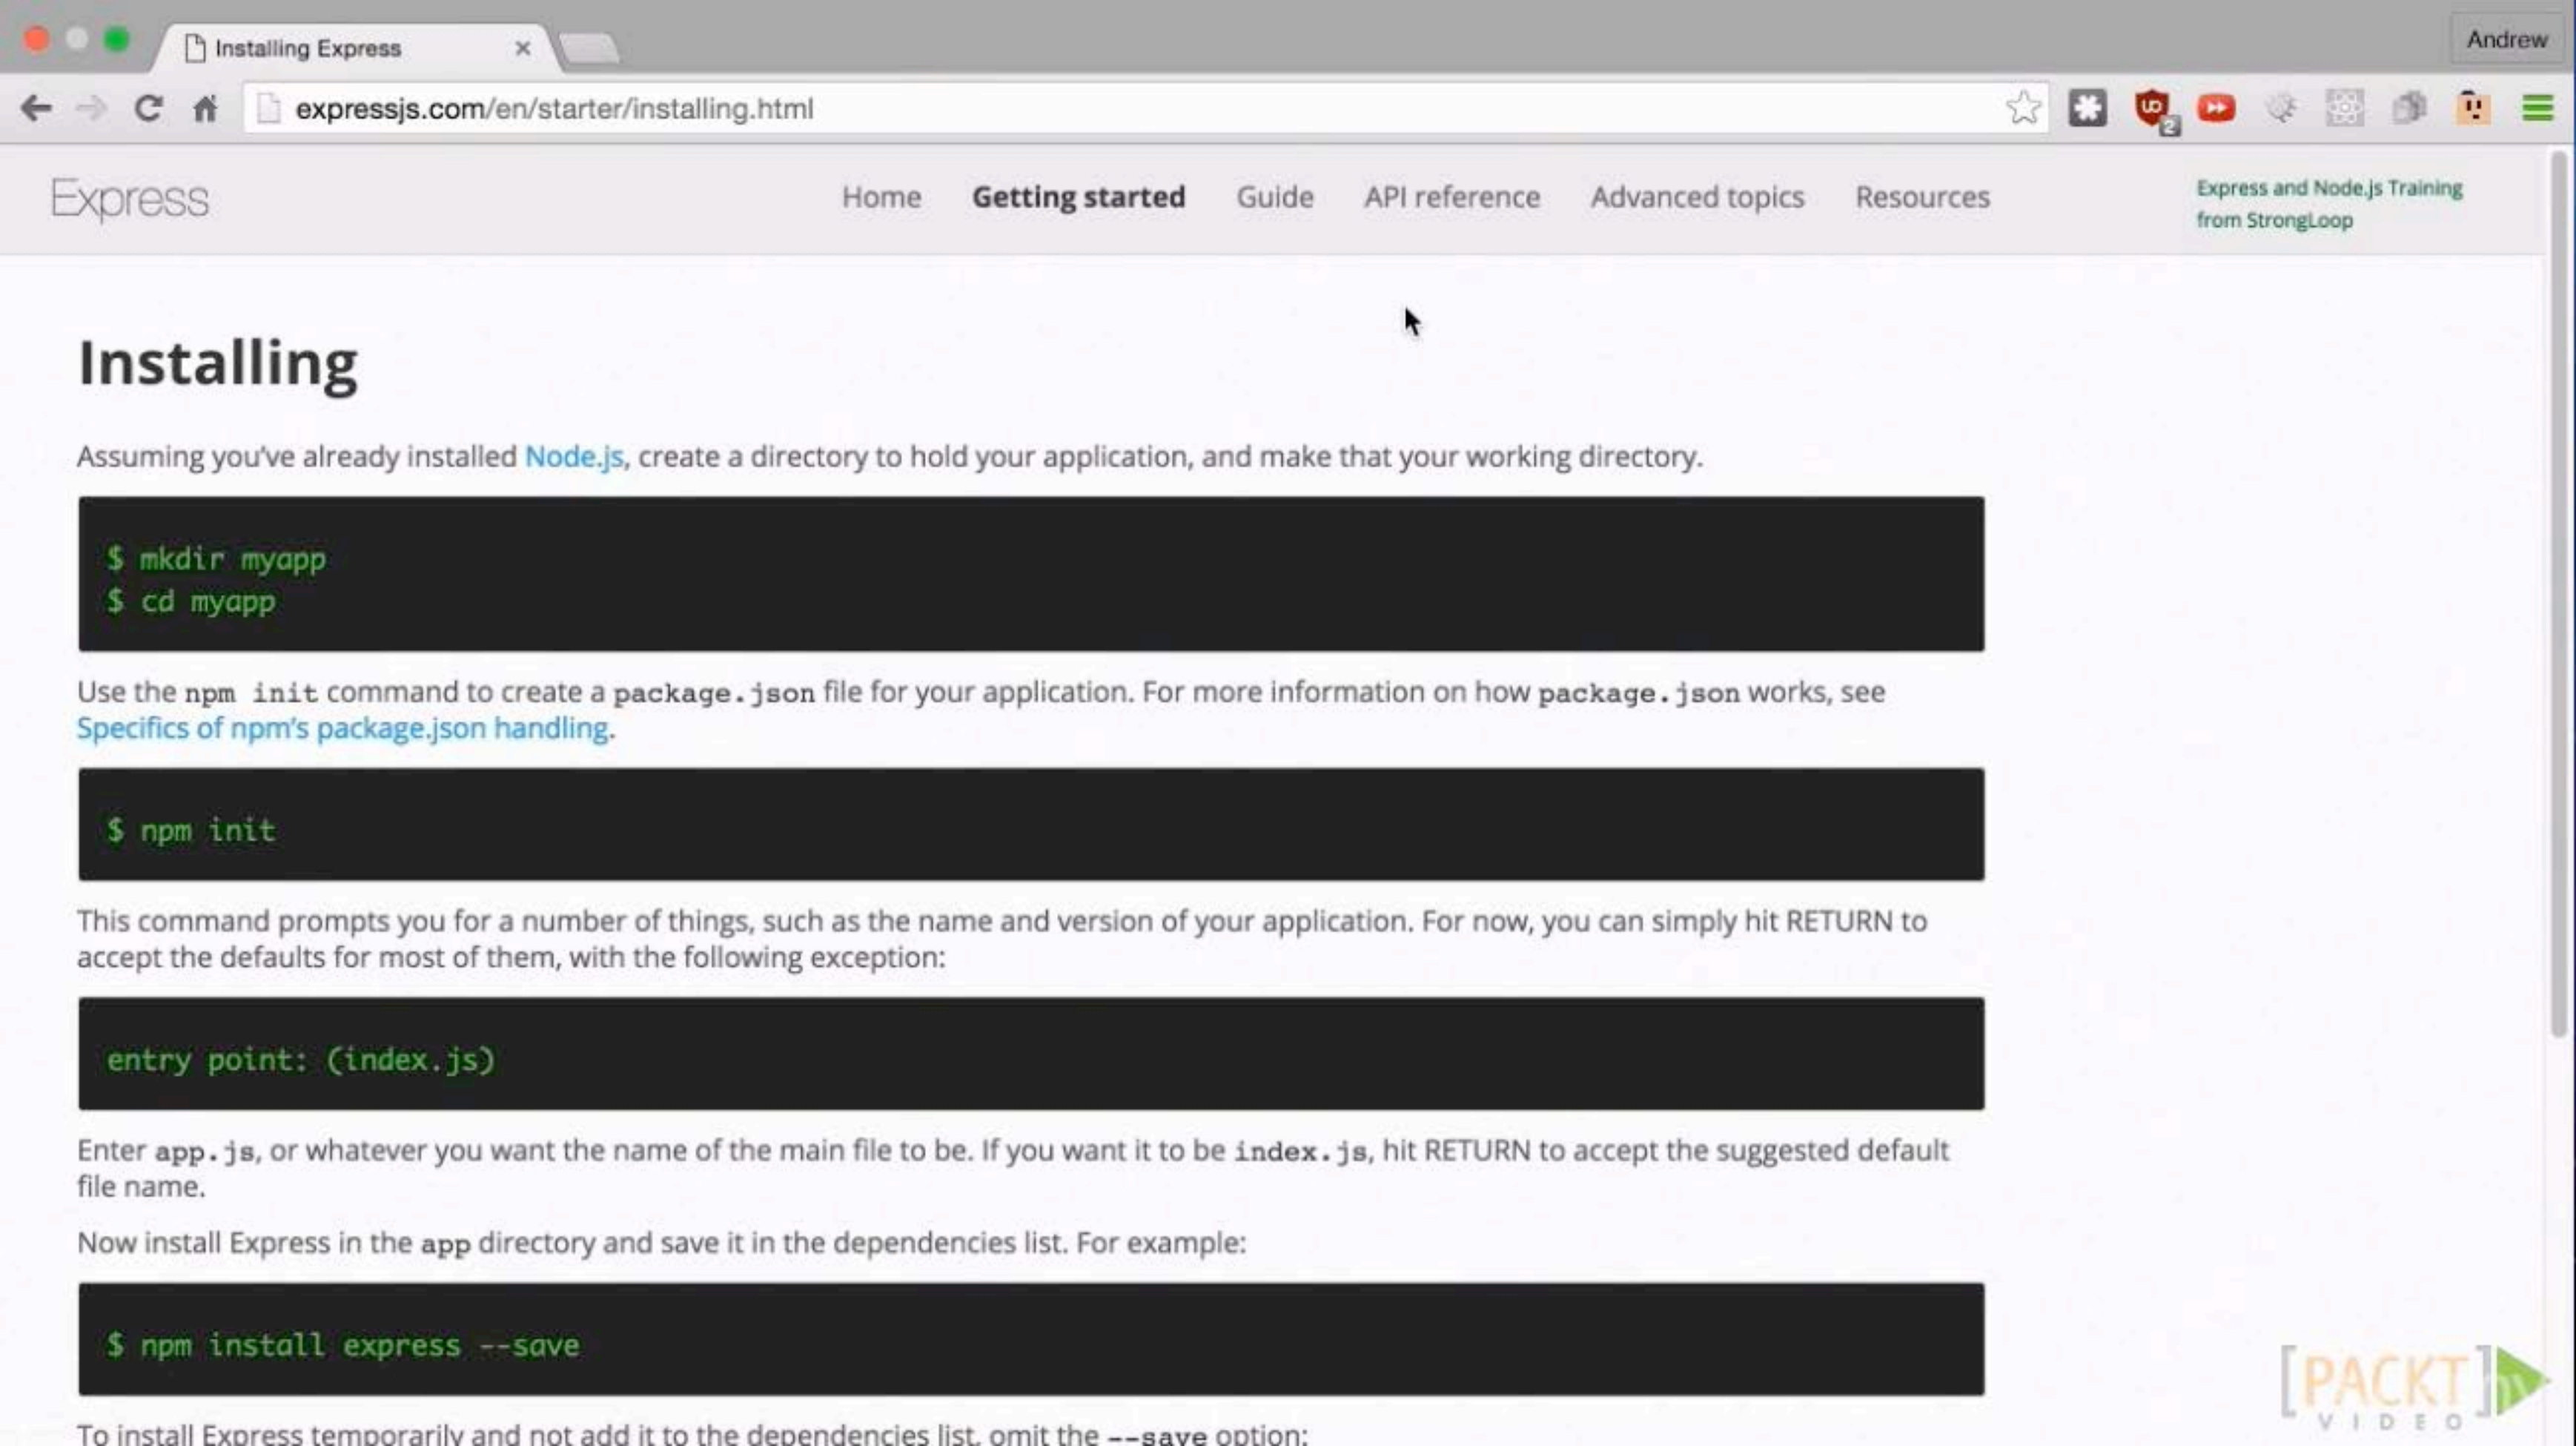 Installing Express
Andrew
expressjs.com/en/starter/installing.html
2
Express
Home Getting started Guide API reference Advanced topics Resources
Express and Node.js Training
from StrongLoop
Installing
Assuming you've already installed Node.js, create a directory to hold your application, and make that your working directory.
$ mkdir myapp
$ cd myapp
Use the npm init command to create a package.json file for your application. For more information on how package.json works, see
Specifics of npm's package.json handling.
$ npm init
This command prompts you for a number of things, such as the name and version of your application. For now, you can simply hit RETURN to
accept the defaults for most of them, with the following exception:
entry point: (index.js)
Enter app.js, or whatever you want the name of the main file to be. If you want it to be index.js, hit RETURN to accept the suggested default
file name.
Now install Express in the app directory and save it in the dependencies list. For example:
$ npm install express --save
[PACKT]
VIDEO
To install Express temporarily and not add it to the dependencies list, omit the --save option: